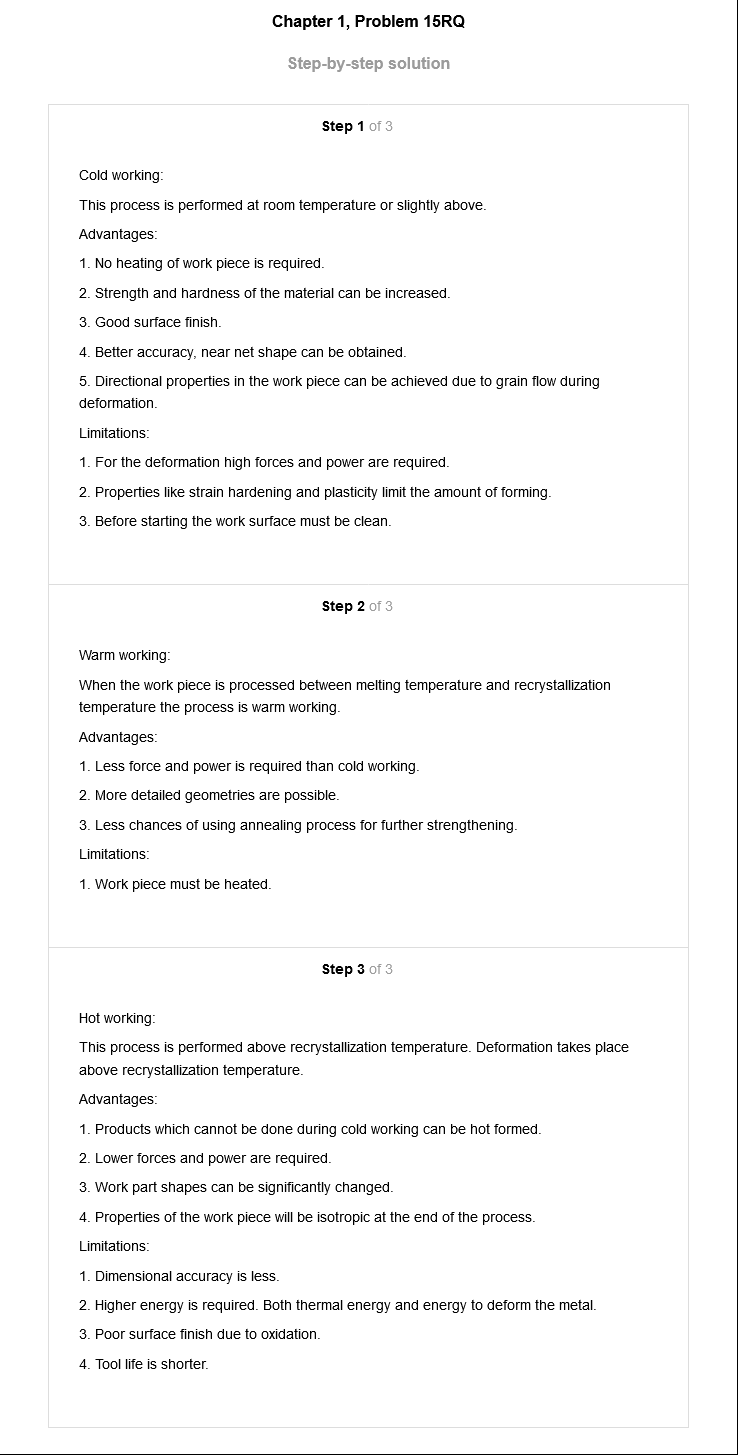 Chapter 1, Problem 15RQ
Step-by-step solution
Step 1 of 3
Cold working:
This process is performed at room temperature or slightly above.
Advantages:
1. No heating of work piece is required.
2. Strength and hardness of the material can be increased.
3. Good surface finish.
4. Better accuracy, near net shape can be obtained.
5. Directional properties in the work piece can be achieved due to grain flow during
deformation.
Limitations:
1. For the deformation high forces and power are required.
2. Properties like strain hardening and plasticity limit the amount of forming.
3. Before starting the work surface must be clean.
Step 2 of 3
Warm working:
When the work piece is processed between melting temperature and recrystallization
temperature the process is warm working.
Advantages:
1. Less force and power is required than cold working.
2. More detailed geometries are possible.
3. Less chances of using annealing process for further strengthening.
Limitations:
1. Work piece must be heated.
Step 3 of 3
Hot working:
This process is performed above recrystallization temperature. Deformation takes place
above recrystallization temperature.
Advantages:
1. Products which cannot be done during cold working can be hot formed.
2. Lower forces and power are required.
3. Work part shapes can be significantly changed.
4. Properties of the work piece will be isotropic at the end of the process.
Limitations:
1. Dimensional accuracy is less.
2. Higher energy is required. Both thermal energy and energy to deform the metal.
3. Poor surface finish due to oxidation.
4. Tool life is shorter.